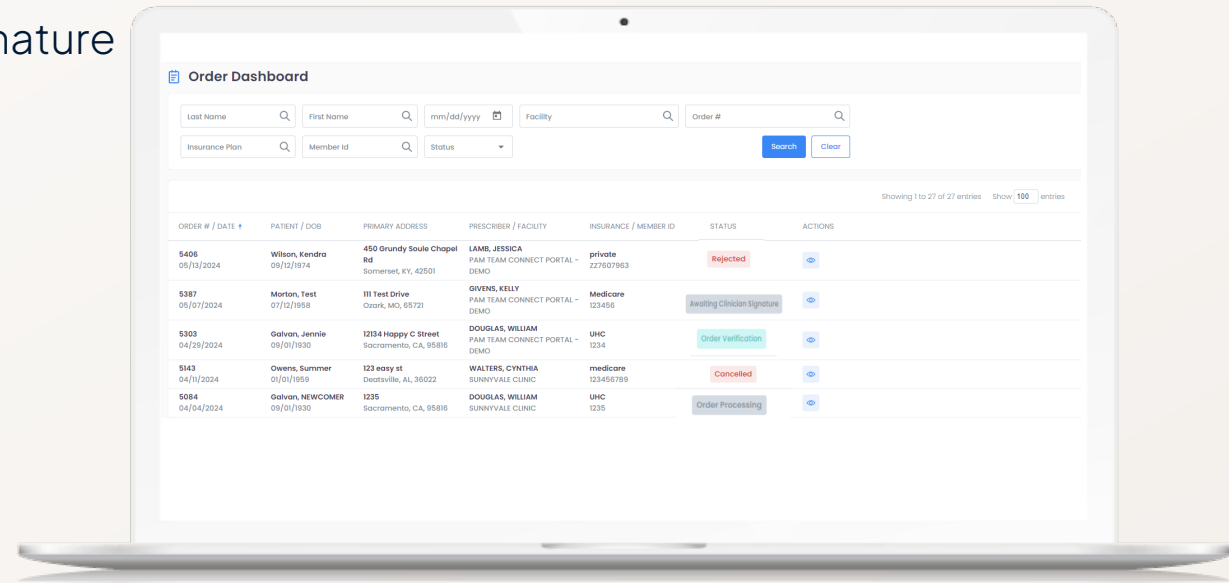 nature
Order Dashboard
Last Name First Name mm/dd/yyyy Facility Order #
Insurance Plan Member Id Status Search Clear
Showing 1 to 27 of 27 entries Show 100 entries
ORDER # / DATE PATIENT / DOB PRIMARY ADDRESS PRESCRIBER / FACILITY INSURANCE / MEMBER ID STATUS ACTIONS
5406 Wilson, Kendra 450 Grundy Soule Chapel Rd LAMB, JESSICA private Rejected
05/13/2024 09/12/1974 Somerset, KY, 42501 PAM TEAM CONNECT PORTAL - DEMO ZZ7607963
5387 Morton, Test 111 Test Drive GIVENS, KELLY Medicare Awaiting Clinician Signature
05/07/2024 07/12/1958 Ozark, MO, 65721 PAM TEAM CONNECT PORTAL - DEMO 123456
5303 Galvan, Jennie 12134 Happy C Street DOUGLAS, WILLIAM UHC Order Verification
04/29/2024 09/01/1930 Sacramento, CA, 95816 PAM TEAM CONNECT PORTAL - DEMO 1234
5143 Owens, Summer 123 easy st WALTERS, CYNTHIA medicare Cancelled
04/11/2024 01/01/1959 Deatsville, AL, 36022 SUNNYVALE CLINIC 123456789
5084 Galvan, NEWCOMER 1235 DOUGLAS, WILLIAM UHC Order Processing
04/04/2024 09/01/1930 Sacramento, CA, 95816 SUNNYVALE CLINIC 1235